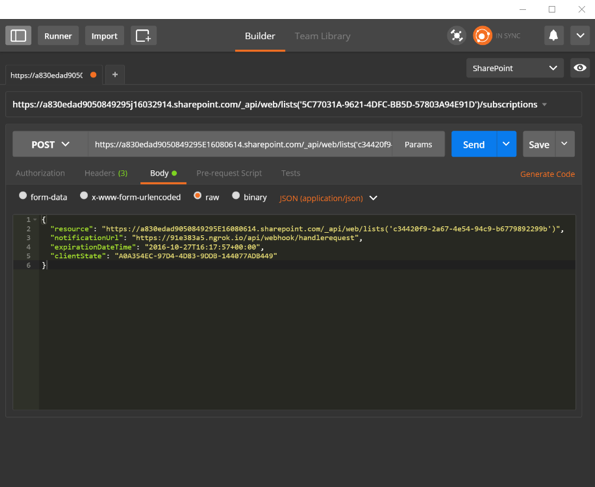 Runner Import Builder Team Library IN SYNC
https://a830edad905( + SharePoint
https://a830edad9050849295j16032914.sharepoint.com/_api/web/lists('5C77031A-9621-4DFC-BB5D-57803A94E91D')/subscriptions
POST https://a830edad9050849295E16080614.sharepoint.com/_api/web/lists('c34420f9- Params Send Save
Authorization Headers (3) Body Pre-request Script Tests Generate Code
form-data x-www-form-urlencoded raw binary JSON (application/json)
1 {
2 "resource": "https://a830edad9050849295E16080614.sharepoint.com/_api/web/lists('c34420f9-2a67-4e54-94c9-b6779892299b')",
3 "notificationUrl": "https://91e383a5.ngrok.io/api/webhook/handlerequest",
4 "expirationDateTime": "2016-10-27T16:17:57+00:00",
5 "clientState": "A0A354EC-97D4-4D83-9DDB-144077ADB449"
6 }